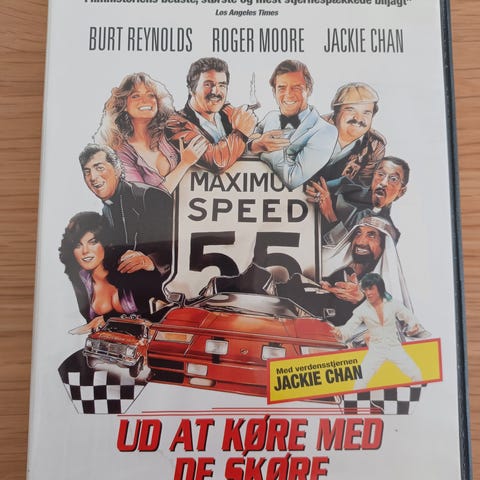 Filmhistoriens bedste, største og mest stjernespækkede biljagt"
Los Angeles Times
BURT REYNOLDS ROGER MOORE JACKIE CHAN
MAXIMUM
SPEED
55
Med verdensstjernen
JACKIE CHAN
UD AT KØRE MED
DE SKØRE